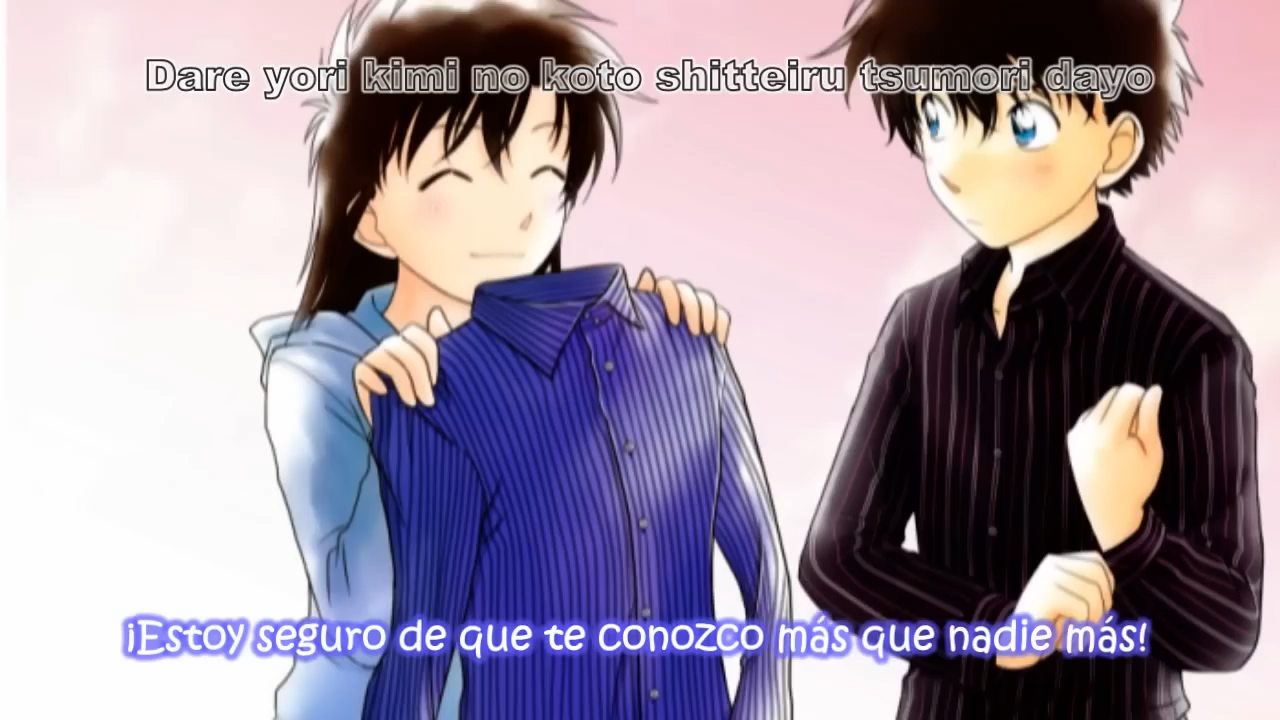 Dare yori kimi no koto shitteiru tsumori dayo
¡Estoy seguro de que te conozco más que nadie más!